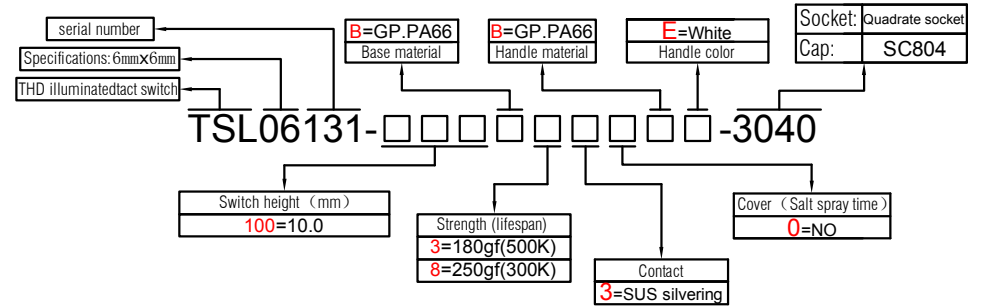 serial number
Specifications:6mm×6mm
THD illuminatedtact switch
B=GP.PA66
Base material
B=GP.PA66
Handle material
E=White
Handle color
Socket: Quadrate socket
Cap: SC804
TSL06131-□□□□□□□□□-3040
Switch height（mm）
100=10.0
Strength (lifespan)
3=180gf(500K)
8=250gf(300K)
Contact
3=SUS silvering
Cover（Salt spray time）
0=NO